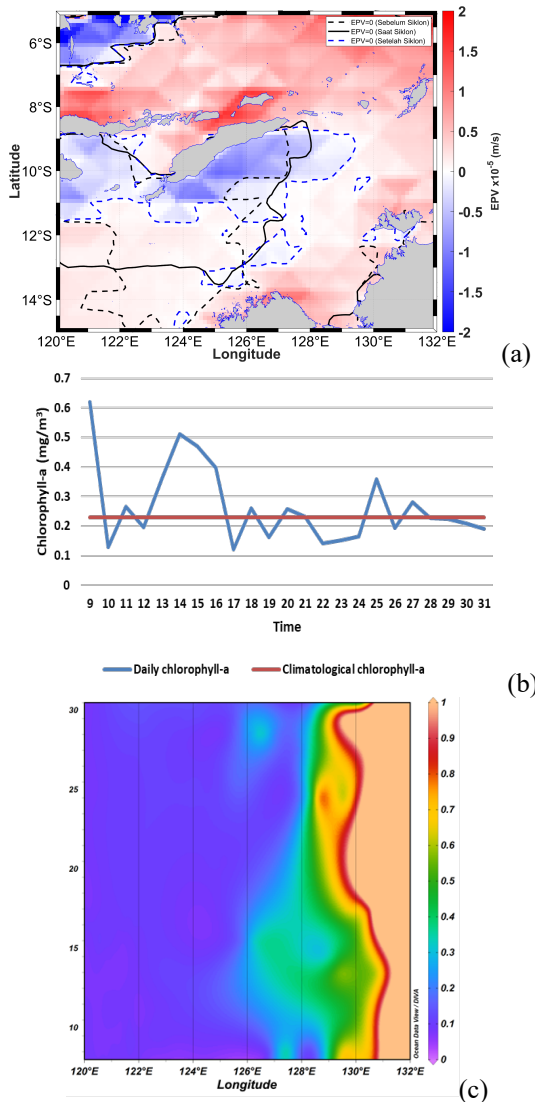 6°S
8°S
10°S
12°S
14°S
Latitude
EPV=0 (Sebelum Siklon)
EPV=0 (Saat Siklon)
EPV=0 (Setelah Siklon)
120°E 122°E 124°E 126°E 128°E 130°E 132°E
Longitude
2
1.5
1
0.5
0
-0.5
-1
-1.5
-2
EPV x10⁻⁵ (m/s)
(a)
0.7
0.6
0.5
0.4
0.3
0.2
0.1
0
Chlorophyll-a (mg/m³)
9 10 11 12 13 14 15 16 17 18 19 20 21 22 23 24 25 26 27 28 29 30 31
Time
Daily chlorophyll-a Climatological chlorophyll-a
(b)
30
25
20
15
10
120°E 122°E 124°E 126°E 128°E 130°E 132°E
Longitude
Ocean Data View / DIVA
1
0.9
0.8
0.7
0.6
0.5
0.4
0.3
0.2
0.1
0
(c)